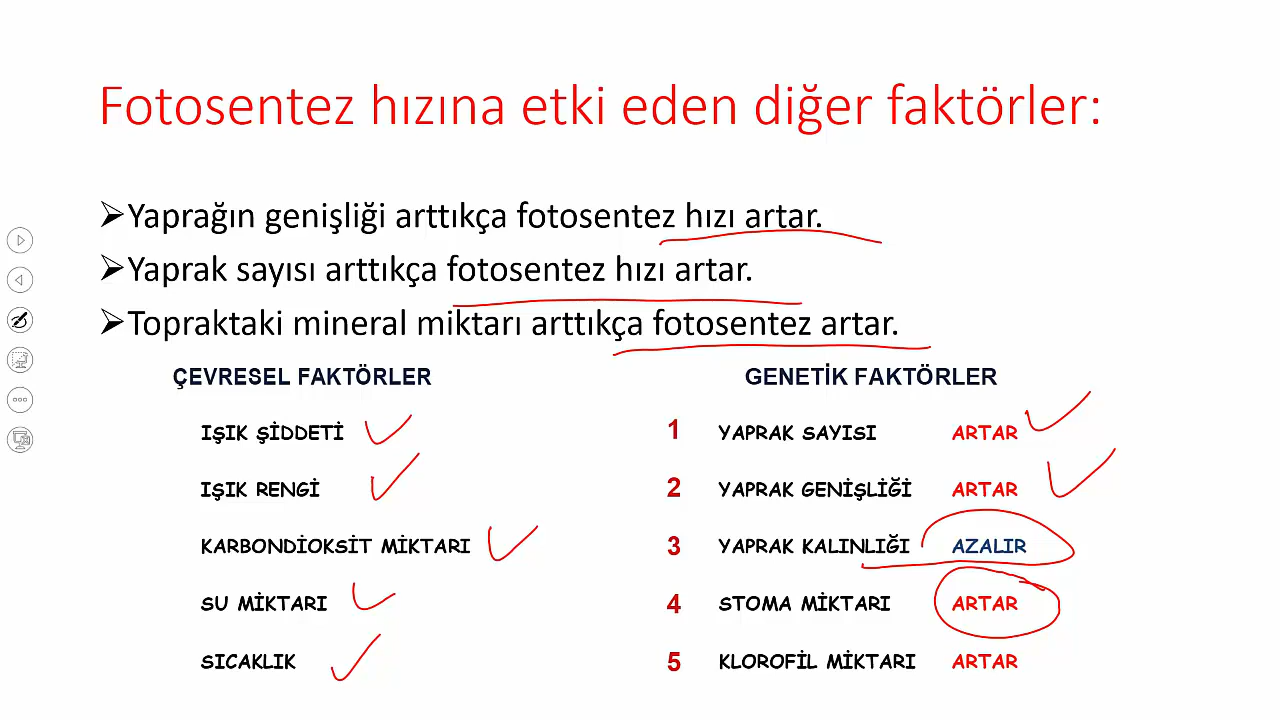 Fotosentez hızına etki eden diğer faktörler:
Yaprağın genişliği arttıkça fotosentez hızı artar.
Yaprak sayısı arttıkça fotosentez hızı artar.
Topraktaki mineral miktarı arttıkça fotosentez artar.
ÇEVRESEL FAKTÖRLER
IŞIK ŞİDDETİ
IŞIK RENGİ
KARBONDİOKSİT MİKTARI
SU MİKTARI
SICAKLIK
GENETİK FAKTÖRLER
1 YAPRAK SAYISI ARTAR
2 YAPRAK GENİŞLİĞİ ARTAR
3 YAPRAK KALINLIĞI AZALIR
4 STOMA MİKTARI ARTAR
5 KLOROFİL MİKTARI ARTAR